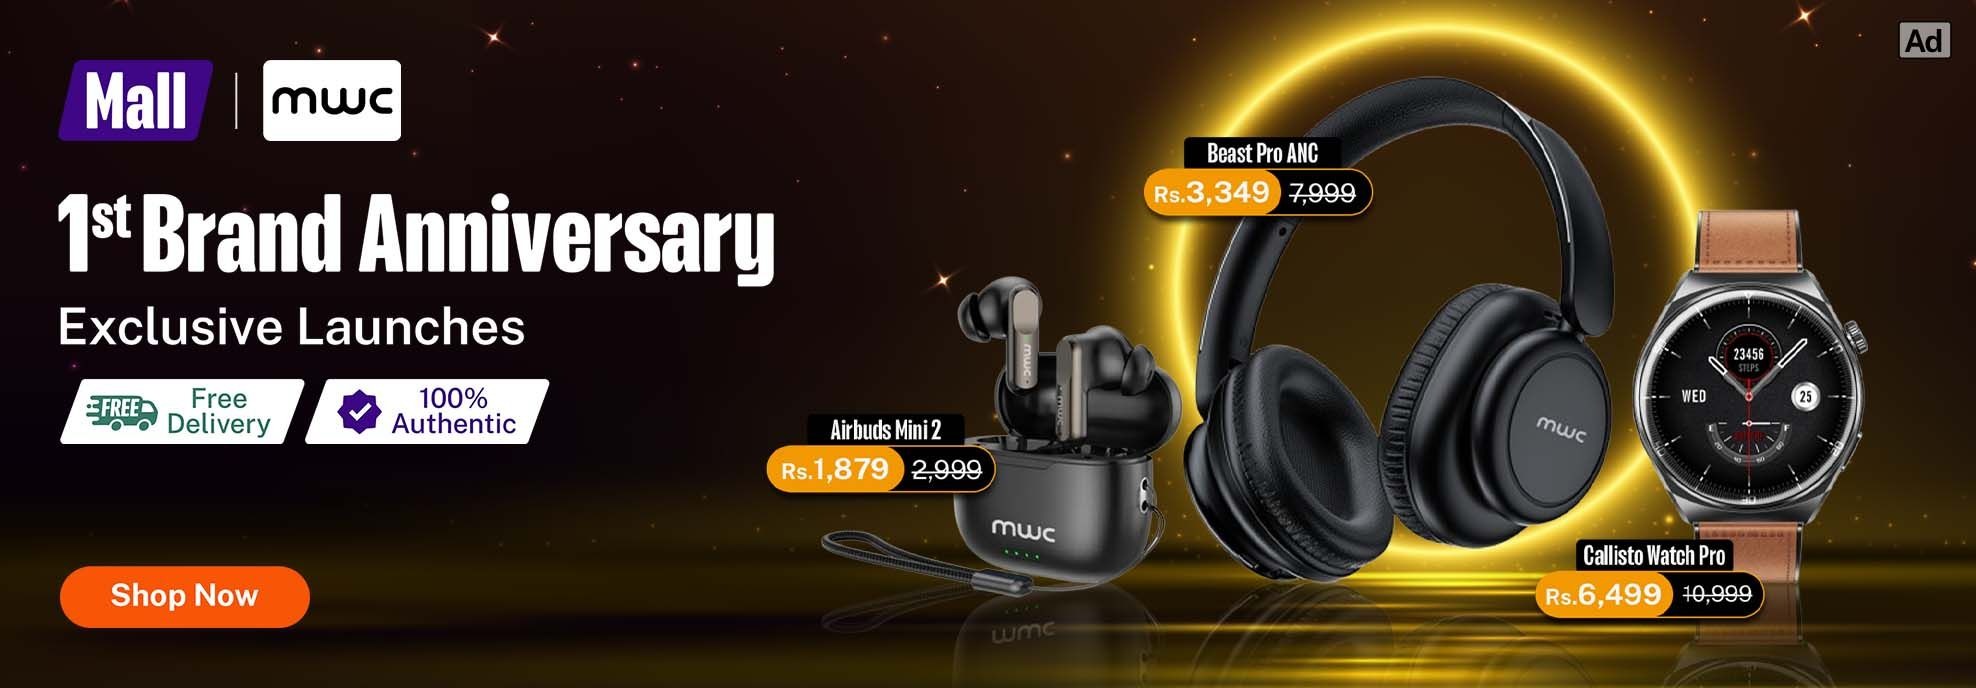 Ad
Mall
mwc
1st Brand Anniversary
Exclusive Launches
FREE
Free
Delivery
100%
Authentic
Shop Now
Airbuds Mini 2
Rs.1,879 2,999
mwc
mwc
Beast Pro ANC
Rs.3,349 7,999
mwc
23456
STEPS
WED
25
E F
Callisto Watch Pro
Rs.6,499 10,999